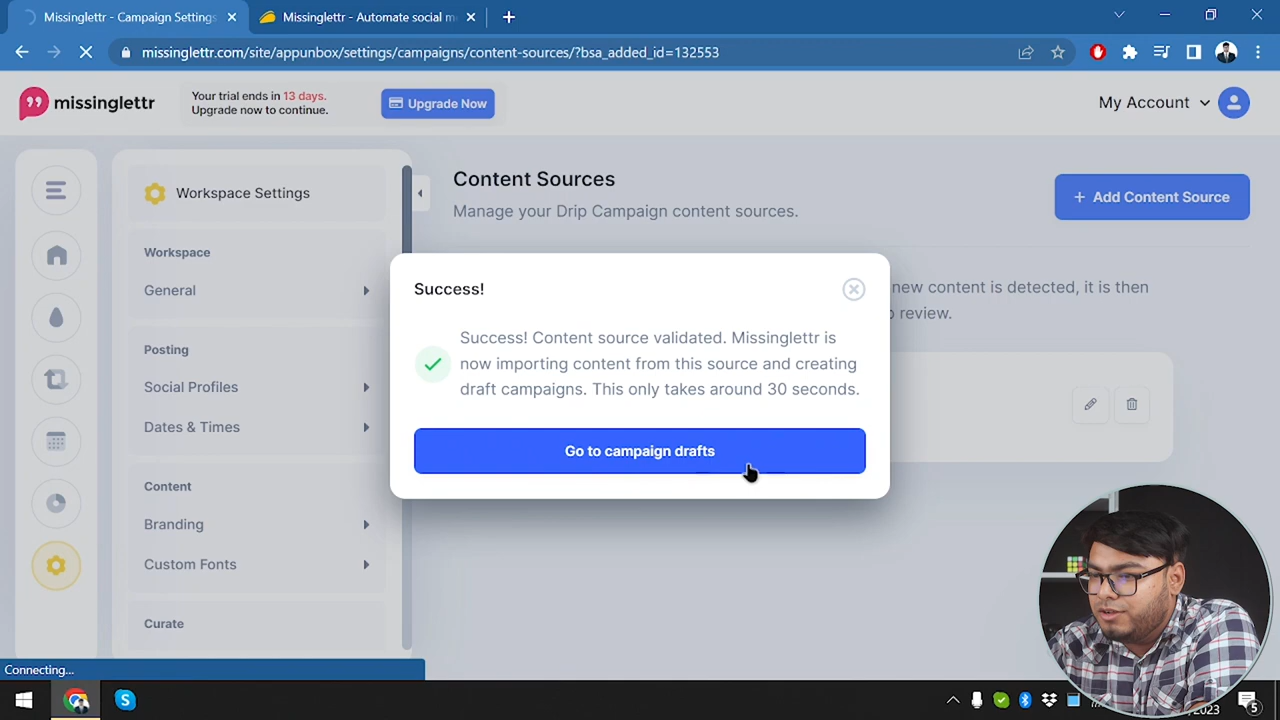 Missinglettr - Campaign Settings
Missinglettr - Automate social m
missinglettr.com/site/appunbox/settings/campaigns/content-sources/?bsa_added_id=132553
missinglettr
Your trial ends in 13 days.
Upgrade now to continue.
Upgrade Now
My Account
Workspace Settings
Workspace
General
Posting
Social Profiles
Dates & Times
Content
Branding
Custom Fonts
Curate
Content Sources
Manage your Drip Campaign content sources.
+ Add Content Source
new content is detected, it is then
review.
Success!
Success! Content source validated. Missinglettr is
now importing content from this source and creating
draft campaigns. This only takes around 30 seconds.
Go to campaign drafts
Connecting...
2023
5